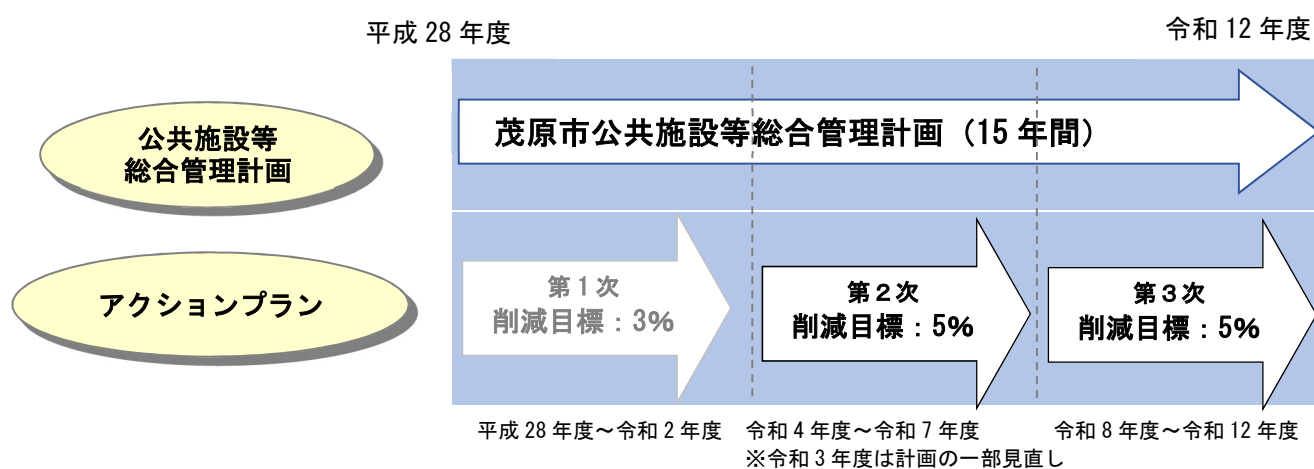 平成 28 年度
令和 12 年度
公共施設等
総合管理計画
茂原市公共施設等総合管理計画（15 年間）
アクションプラン
第１次
削減目標：3%
第２次
削減目標：5%
第３次
削減目標：5%
平成 28 年度～令和 2 年度
令和 4 年度～令和 7 年度
※令和 3 年度は計画の一部見直し
令和 8 年度～令和 12 年度